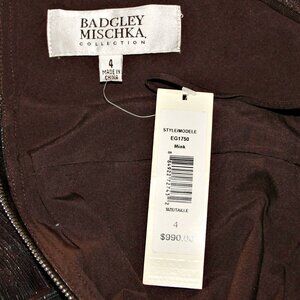 BADGLEY
MISCHKA
COLLECTION
4
MADE IN
CHINA
STYLE/MODELE
EG1750
Mink
SIZE/TAILLE
4
$990.00